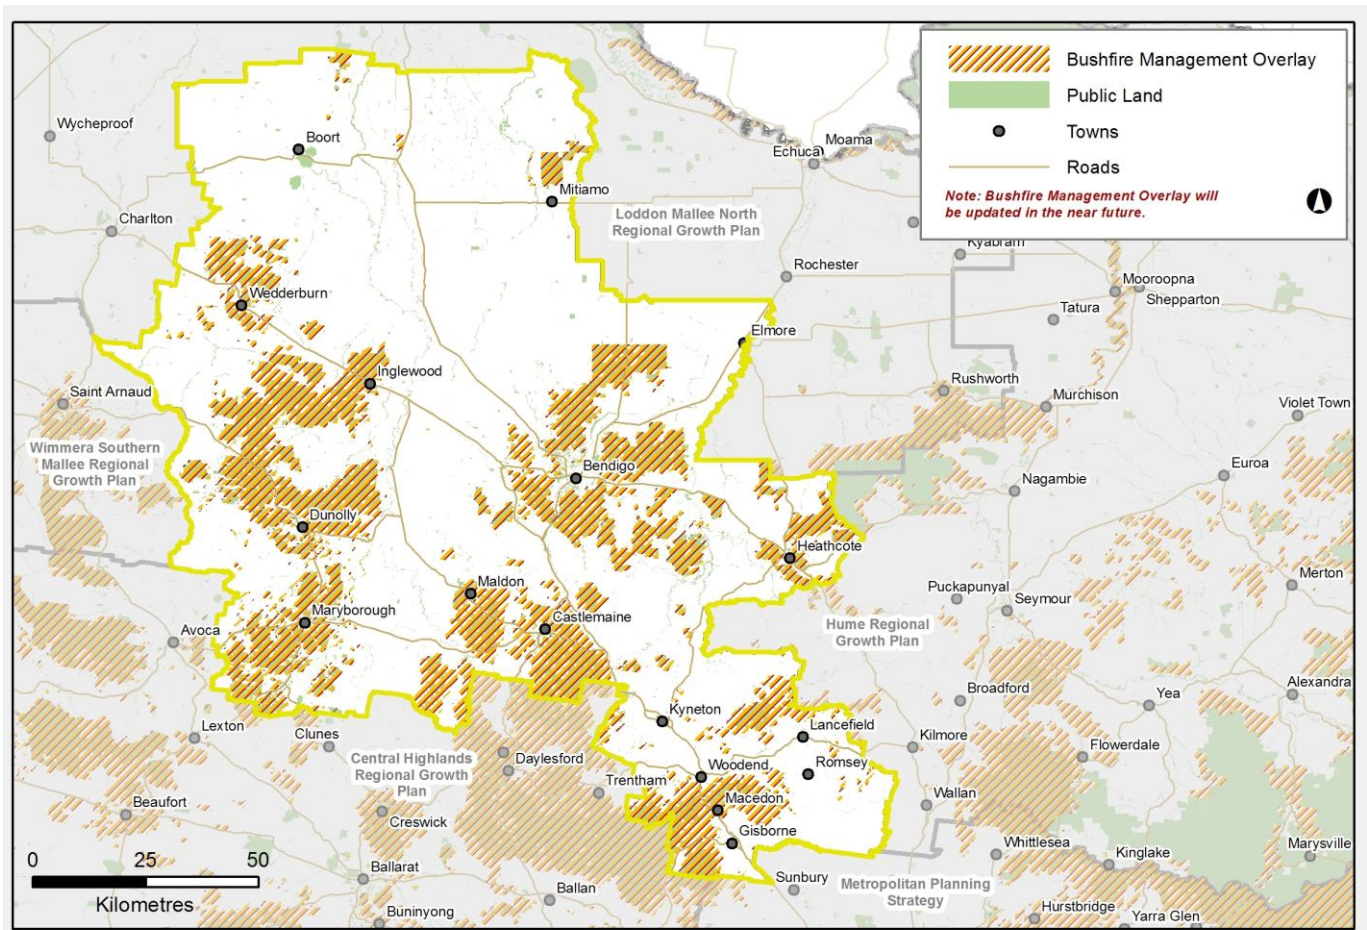 Bushfire Management Overlay
Public Land
Towns
Roads
Note: Bushfire Management Overlay will
be updated in the near future.
Wycheproof
Boort
Echuca
Moama
Mitiamo
Charlton
Loddon Mallee North
Regional Growth Plan
Kyabram
Rochester
Mooroopna
Shepparton
Wedderburn
Tatura
Elmore
Inglewood
Saint Arnaud
Rushworth
Murchison
Violet Town
Wimmera Southern
Mallee Regional
Growth Plan
Bendigo
Euroa
Nagambie
Dunolly
Heathcote
Maldon
Puckapunyal
Seymour
Merton
Maryborough
Castlemaine
Avoca
Hume Regional
Growth Plan
Broadford
Yea
Alexandra
Kyneton
Lancefield
Lexton
Clunes
Kilmore
Flowerdale
Central Highlands
Regional Growth
Plan
Daylesford
Trentham
Woodend
Romsey
Beaufort
Macedon
Wallan
Creswick
Gisborne
Whittlesea
Kinglake
Marysville
0 25 50
Kilometres
Ballarat
Ballan
Sunbury
Metropolitan Planning
Strategy
Buninyong
Hurstbridge
Yarra Glen